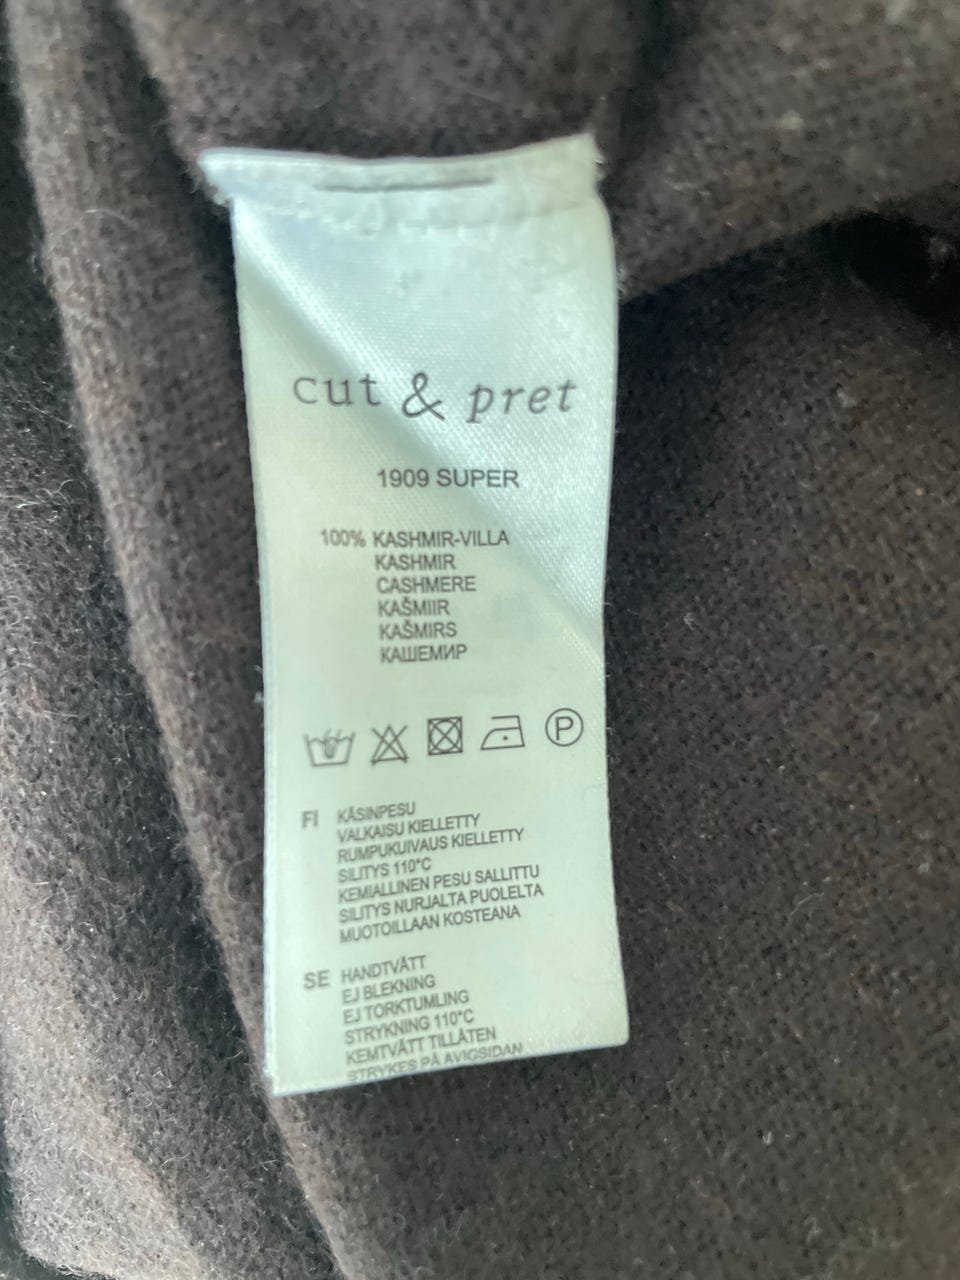 cut & pret
1909 SUPER
100% KASHMIR-VILLA
KASHMIR
CASHMERE
KAŠMIIR
KAŠMIRS
КАШЕМИР
P
FI KÄSINPESU
VALKAISU KIELLETTY
RUMPUKUIVAUS KIELLETTY
SILITYS 110°C
KEMIALLINEN PESU SALLITTU
SILITYS NURJALTA PUOLELTA
MUOTOILLAAN KOSTEANA
SE HANDTVÄTT
EJ BLEKNING
EJ TORKTUMLING
STRYKNING 110°C
KEMTVÄTT TILLÅTEN
STRYKES PÅ AVIGSIDAN